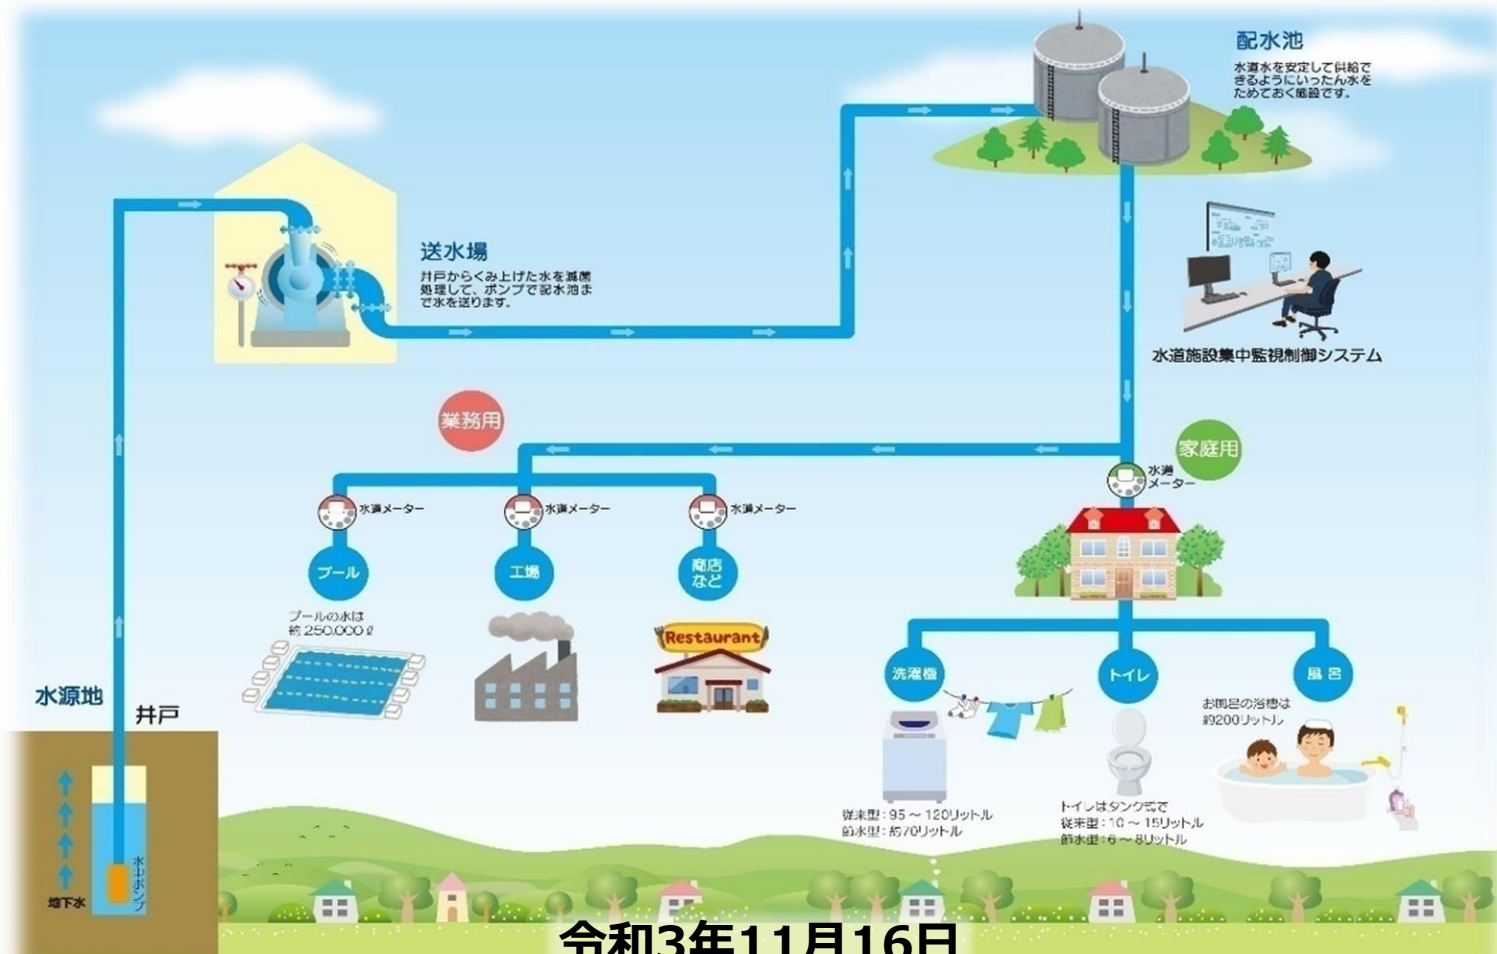 配水池
水道水を安定して供給で
きるようにいったん水を
ためておく施設です。
送水場
井戸からくみ上げた水を滅菌
処理して、ポンプで配水池ま
で水を送ります。
水道施設集中監視制御システム
業務用
家庭用
水道
メーター
水道メーター
水道メーター
水道メーター
プール
工場
商店
など
プールの水は
約250,000ℓ
Restaurant
洗濯機
トイレ
風呂
お風呂の浴槽は
約200リットル
従来型:95～120リットル
節水型:約70リットル
トイレはタンク式で
従来型:10～15リットル
節水型:6～8リットル
水源地
井戸
水中ポンプ
地下水
令和3年11月16日